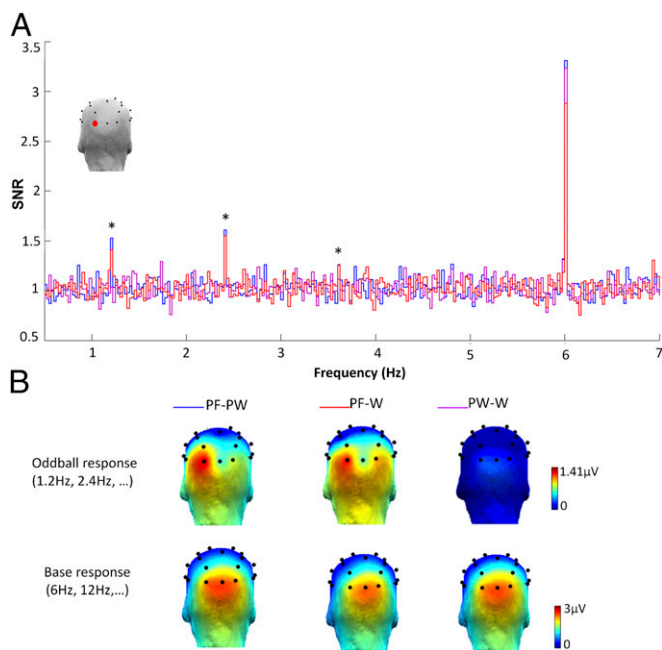 A
3.5
3
2.5
2
1.5
1
0.5
SNR
*
*
*
1 2 3 4 5 6 7
Frequency (Hz)
B
PF-PW PF-W PW-W
Oddball response
(1.2Hz, 2.4Hz, ...)
1.41µV
0
Base response
(6Hz, 12Hz,...)
3µV
0